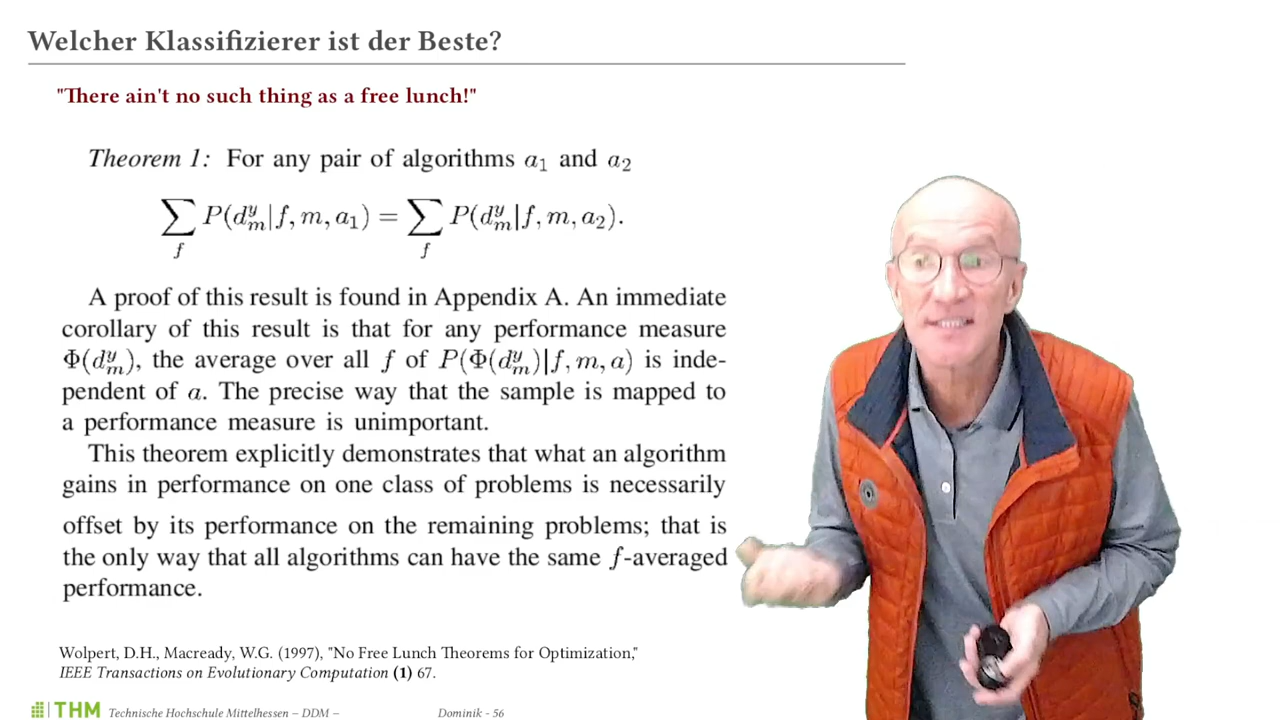 Welcher Klassifizierer ist der Beste?
"There ain't no such thing as a free lunch!"
Theorem 1: For any pair of algorithms a₁ and a₂
∑_f P(d_m^y|f, m, a₁) = ∑_f P(d_m^y|f, m, a₂).
A proof of this result is found in Appendix A. An immediate
corollary of this result is that for any performance measure
Φ(d_m^y), the average over all f of P(Φ(d_m^y)|f, m, a) is inde-
pendent of a. The precise way that the sample is mapped to
a performance measure is unimportant.
This theorem explicitly demonstrates that what an algorithm
gains in performance on one class of problems is necessarily
offset by its performance on the remaining problems; that is
the only way that all algorithms can have the same f-averaged
performance.
Wolpert, D.H., Macready, W.G. (1997), "No Free Lunch Theorems for Optimization,"
IEEE Transactions on Evolutionary Computation (1) 67.
THM Technische Hochschule Mittelhessen – DDM – Dominik - 56